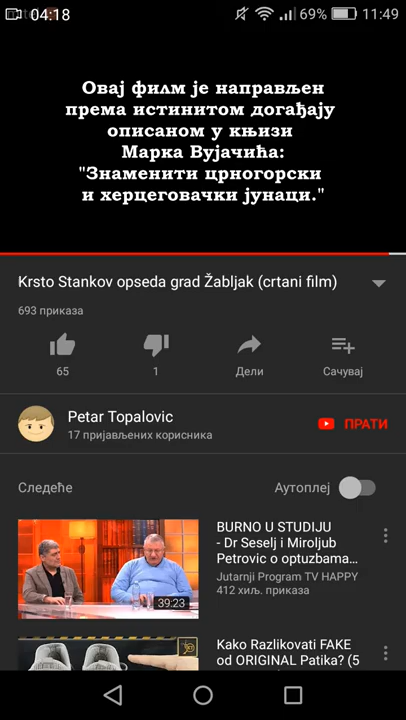 04:18
69%
11:49
Овај филм је направљен
према истинитом догађају
описаном у књизи
Марка Вујачића:
"Знаменити црногорски
и херцеговачки јунаци."
Krsto Stankov opseda grad Žabljak (crtani film)
693 приказа
65
1
Дели
Сачувај
Petar Topalovic
17 пријављених корисника
ПРАТИ
Следеће
Аутоплеј
BURNO U STUDIJU
- Dr Seselj i Miroljub
Petrovic o optuzbama...
Jutarnji Program TV HAPPY
412 хиљ. приказа
39:23
Kako Razlikovati FAKE
od ORIGINAL Patika? (5